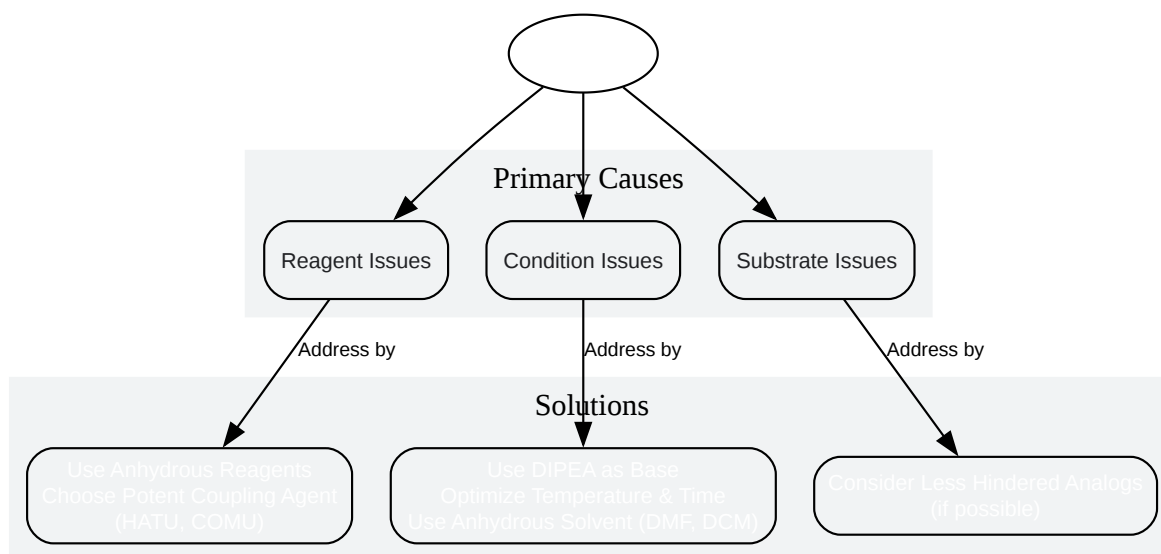 Primary Causes
Reagent Issues
Condition Issues
Substrate Issues
Address by
Address by
Address by
Solutions
Use Anhydrous Reagents
Choose Potent Coupling Agent
(HATU, COMU)
Use DIPEA as Base
Optimize Temperature & Time
Use Anhydrous Solvent (DMF, DCM)
Consider Less Hindered Analogs
(if possible)